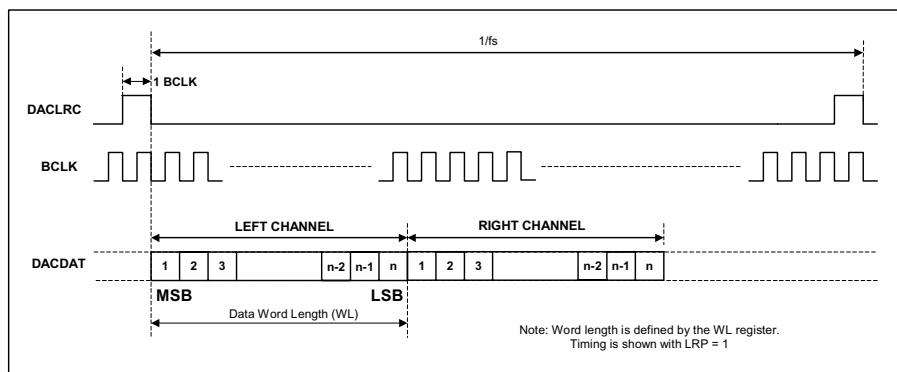 1/fs
1 BCLK
DACLRC
BCLK
LEFT CHANNEL
RIGHT CHANNEL
DACDAT
1 2 3 n-2 n-1 n 1 2 3 n-2 n-1 n
MSB LSB
Data Word Length (WL)
Note: Word length is defined by the WL register.
Timing is shown with LRP = 1